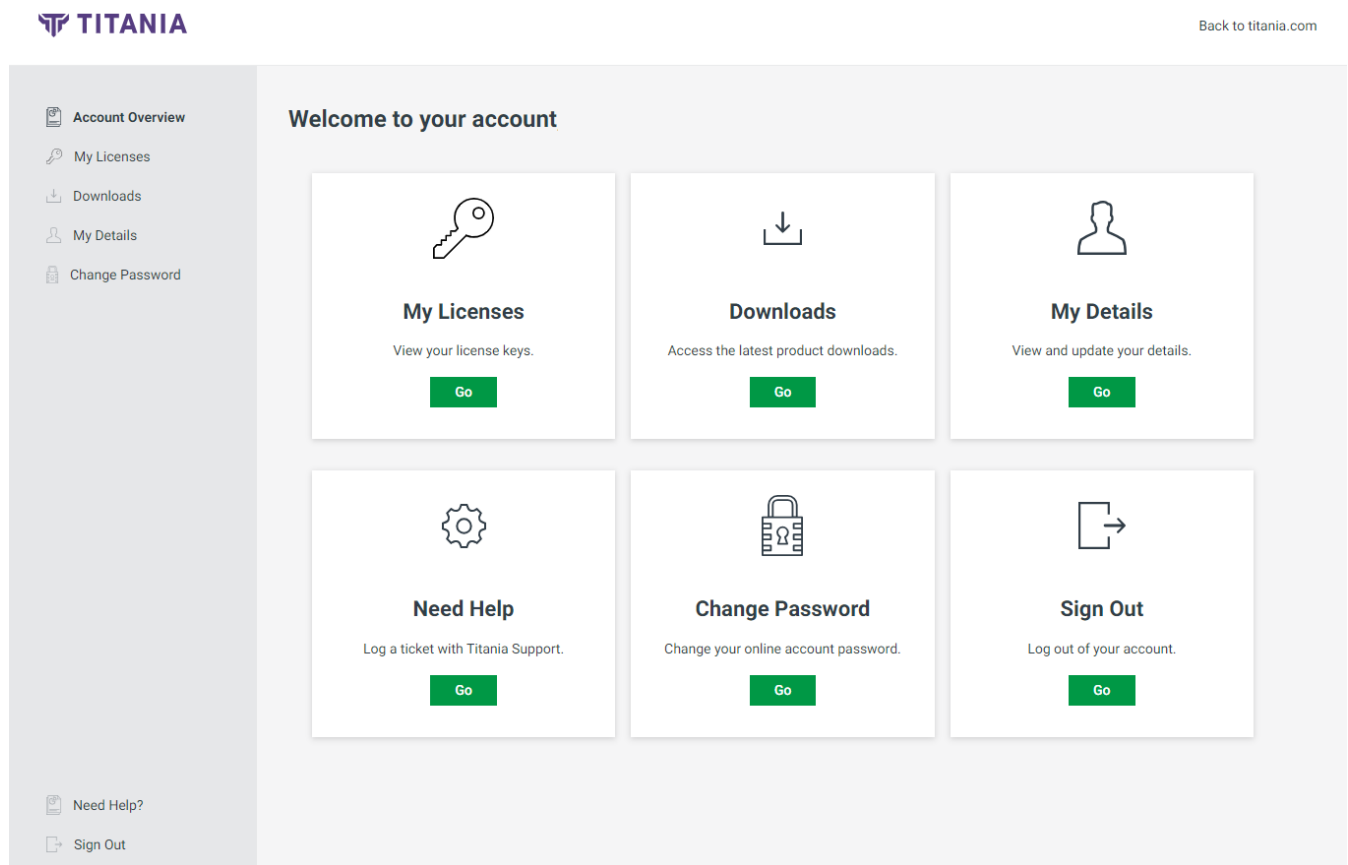 TITANIA
Back to titania.com
Account Overview
My Licenses
Downloads
My Details
Change Password
Need Help?
Sign Out
Welcome to your account
My Licenses
View your license keys.
Go
Downloads
Access the latest product downloads.
Go
My Details
View and update your details.
Go
Need Help
Log a ticket with Titania Support.
Go
Change Password
Change your online account password.
Go
Sign Out
Log out of your account.
Go